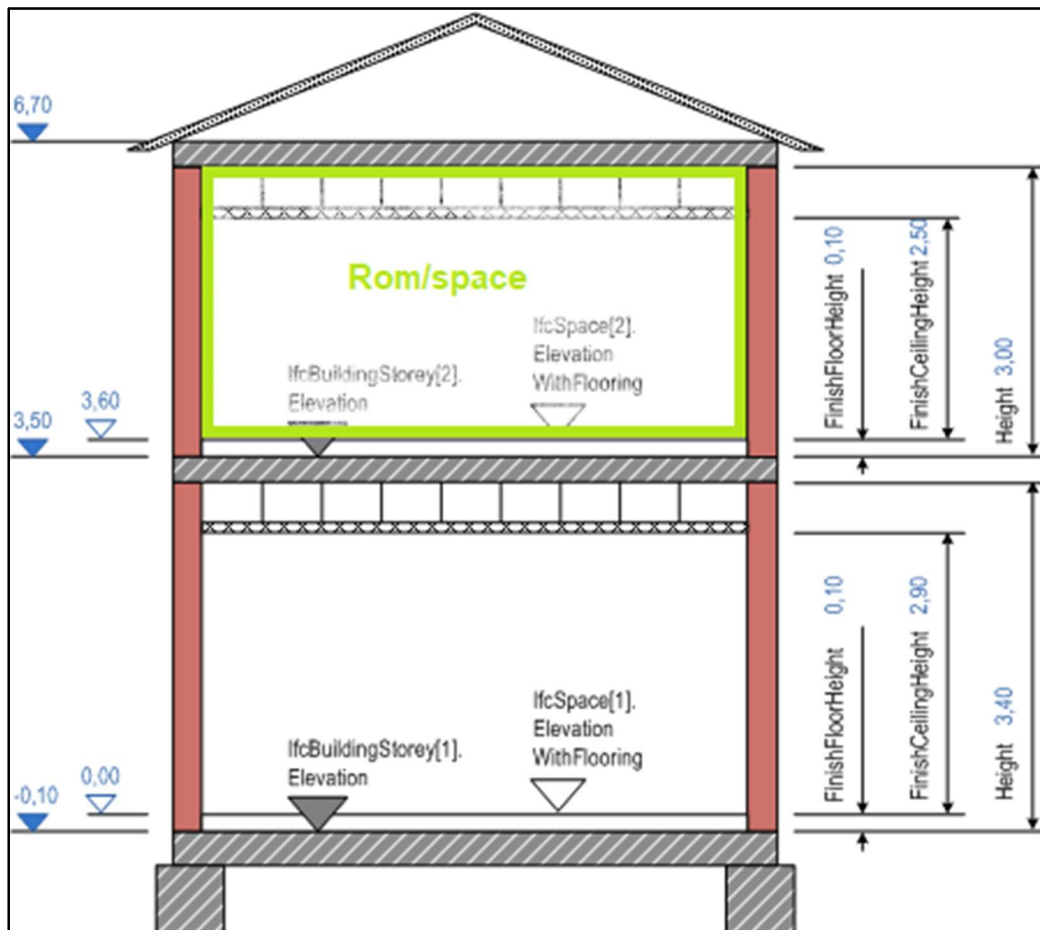 6,70
Rom/space
IfcSpace[2].
Elevation
WithFlooring
IfcBuildingStorey[2].
Elevation
3,60
3,50
FinishFloorHeight 0,10
FinishCeilingHeight 2,50
Height 3,00
IfcSpace[1].
Elevation
WithFlooring
IfcBuildingStorey[1].
Elevation
0,00
-0,10
FinishFloorHeight 0,10
FinishCeilingHeight 2,90
Height 3,40